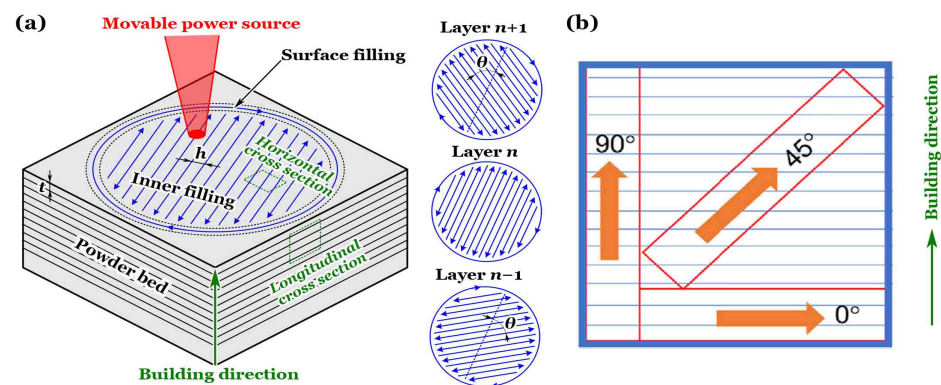 (a)
Movable power source
Surface filling
h
Horizontal
cross section
Inner filling
t
Powder bed
Longitudinal
cross section
Building direction
Layer n+1
θ
Layer n
Layer n−1
θ
(b)
90°
45°
0°
Building direction